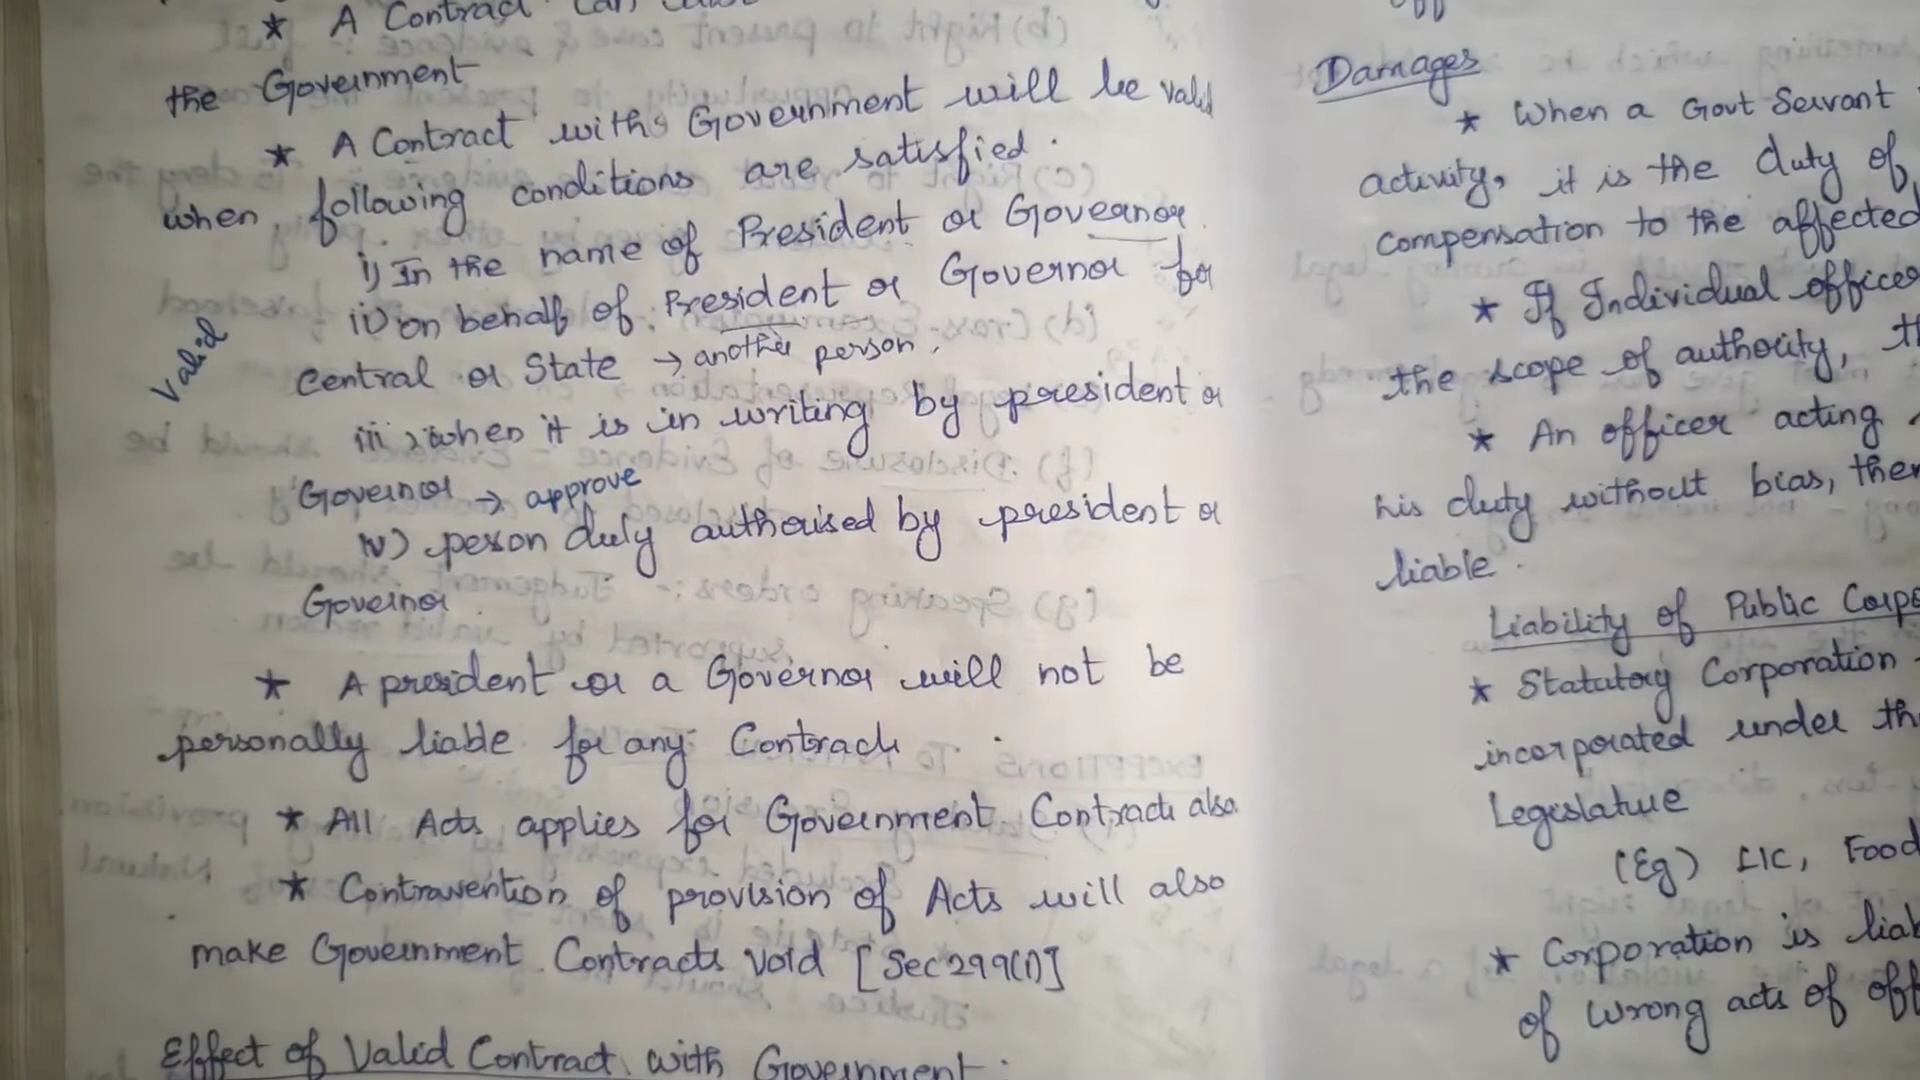 * A Contract can
the Government
* A Contract with Government will be valid
when following conditions are satisfied.
i) In the name of President or Governor
ii) on behalf of President or Governor for
Central or State → another person.
Valid
iii) when it is in writing by president or
Governor → approve
iv) person duly authorised by president or
Governor.
* A president or a Governor will not be
personally liable for any Contract.
* All Acts applies for Government Contracts also.
* Contravention of provision of Acts will also
make Government Contracts void [Sec 299(1)]
Effect of Valid Contract with Government.
Damages
* When a Govt Servant
activity, it is the duty of
compensation to the affected
* If Individual officer
the scope of authority,
* An officer acting
his duty without bias,
liable.
Liability of Public
* Statutory Corporation
incorporated under
Legislatue
(Eg) LIC, Food
* Corporation is
of wrong acts of